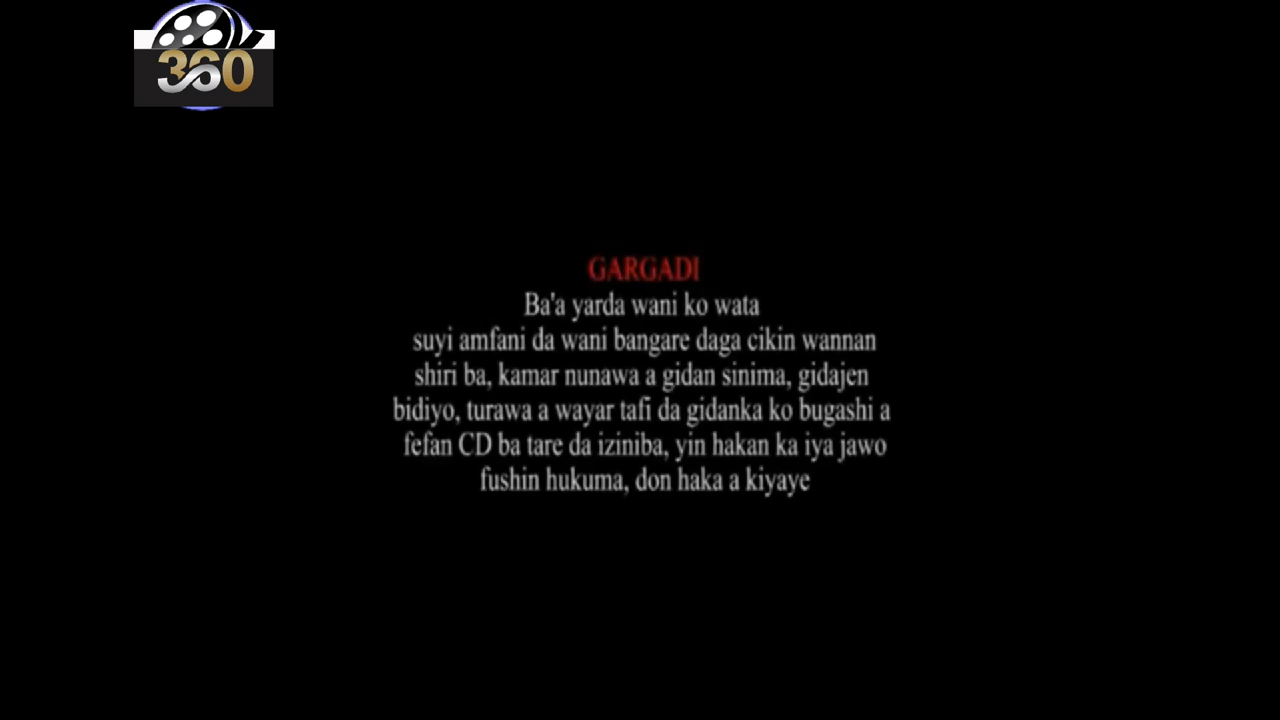 360
GARGADI
Ba'a yarda wani ko wata
suyi amfani da wani bangare daga cikin wannan
shiri ba, kamar nunawa a gidan sinima, gidajen
bidiyo, turawa a wayar tafi da gidanka ko bugashi a
fefan CD ba tare da iziniba, yin hakan ka iya jawo
fushin hukuma, don haka a kiyaye